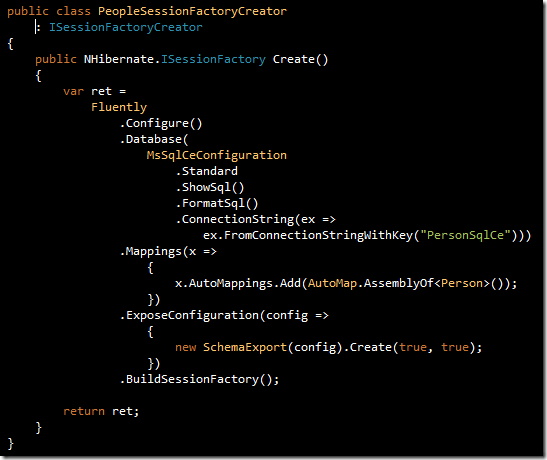 public class PeopleSessionFactoryCreator
    : ISessionFactoryCreator
{
    public NHibernate.ISessionFactory Create()
    {
        var ret =
            Fluently
                .Configure()
                .Database(
                    MsSqlCeConfiguration
                        .Standard
                        .ShowSql()
                        .FormatSql()
                        .ConnectionString(ex =>
                            ex.FromConnectionStringWithKey("PersonSqlCe")))
                .Mappings(x =>
                    {
                        x.AutoMappings.Add(AutoMap.AssemblyOf<Person>());
                    })
                .ExposeConfiguration(config =>
                    {
                        new SchemaExport(config).Create(true, true);
                    })
                .BuildSessionFactory();

        return ret;
    }
}